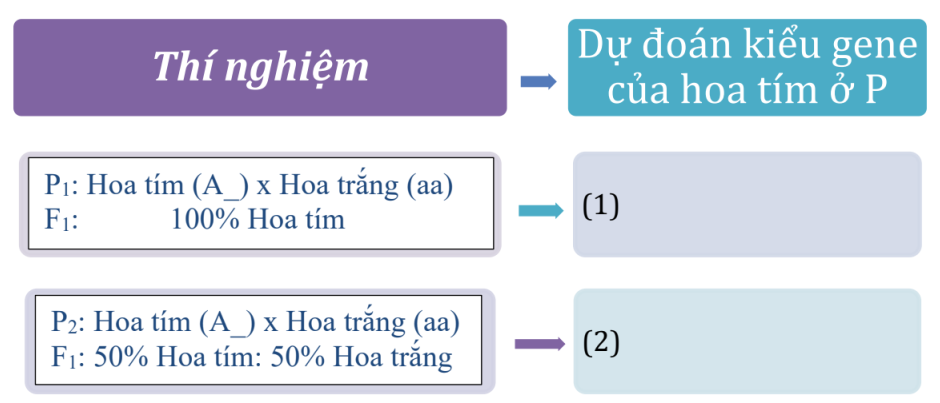 Thí nghiệm
Dự đoán kiểu gene
của hoa tím ở P
P₁: Hoa tím (A_) x Hoa trắng (aa)
F₁: 100% Hoa tím
(1)
P₂: Hoa tím (A_) x Hoa trắng (aa)
F₁: 50% Hoa tím: 50% Hoa trắng
(2)